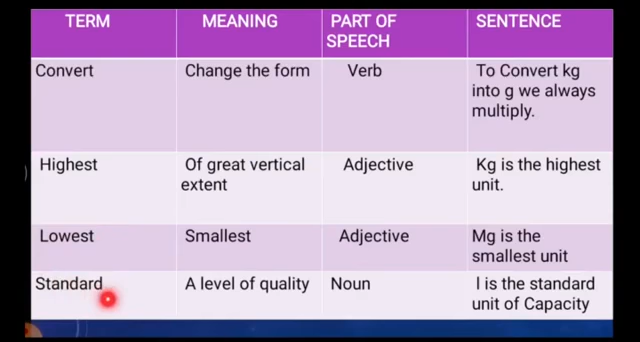 TERM MEANING PART OF SPEECH SENTENCE
Convert Change the form Verb To Convert kg
into g we always
multiply.
Highest Of great vertical Adjective Kg is the highest
extent unit.
Lowest Smallest Adjective Mg is the
smallest unit
Standard A level of quality Noun l is the standard
unit of Capacity